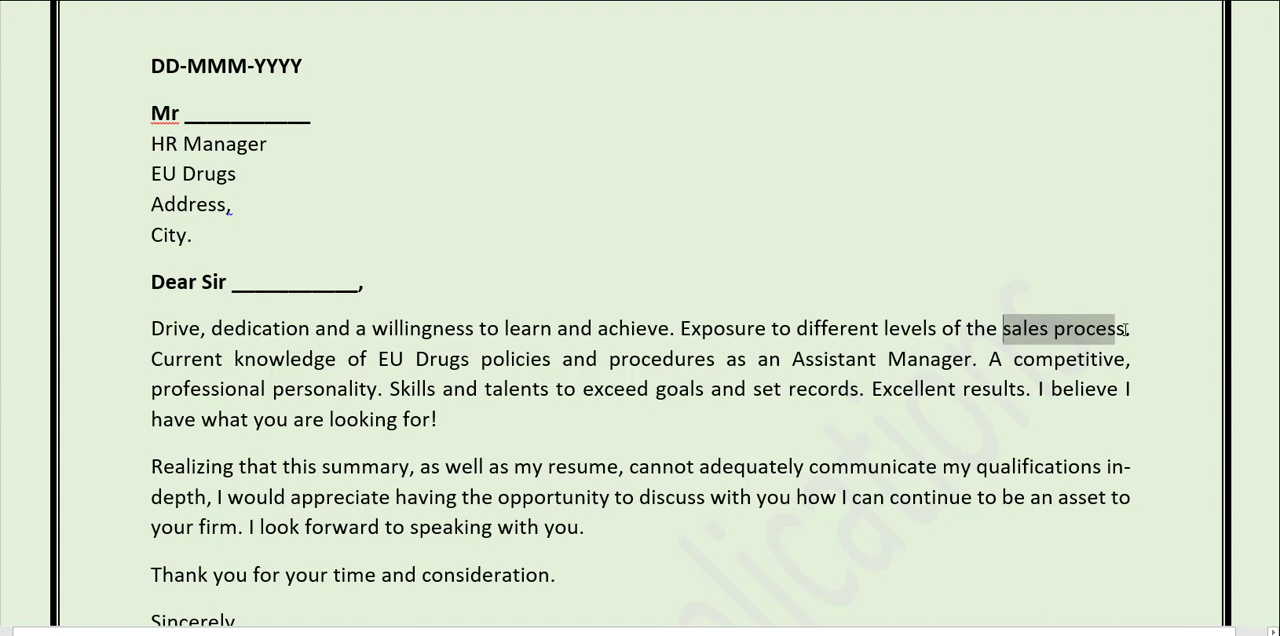 DD-MMM-YYYY
Mr ___________
HR Manager
EU Drugs
Address,
City.
Dear Sir ___________,
Drive, dedication and a willingness to learn and achieve. Exposure to different levels of the sales process.
Current knowledge of EU Drugs policies and procedures as an Assistant Manager. A competitive,
professional personality. Skills and talents to exceed goals and set records. Excellent results. I believe I
have what you are looking for!
Realizing that this summary, as well as my resume, cannot adequately communicate my qualifications in-
depth, I would appreciate having the opportunity to discuss with you how I can continue to be an asset to
your firm. I look forward to speaking with you.
Thank you for your time and consideration.
Sincerely